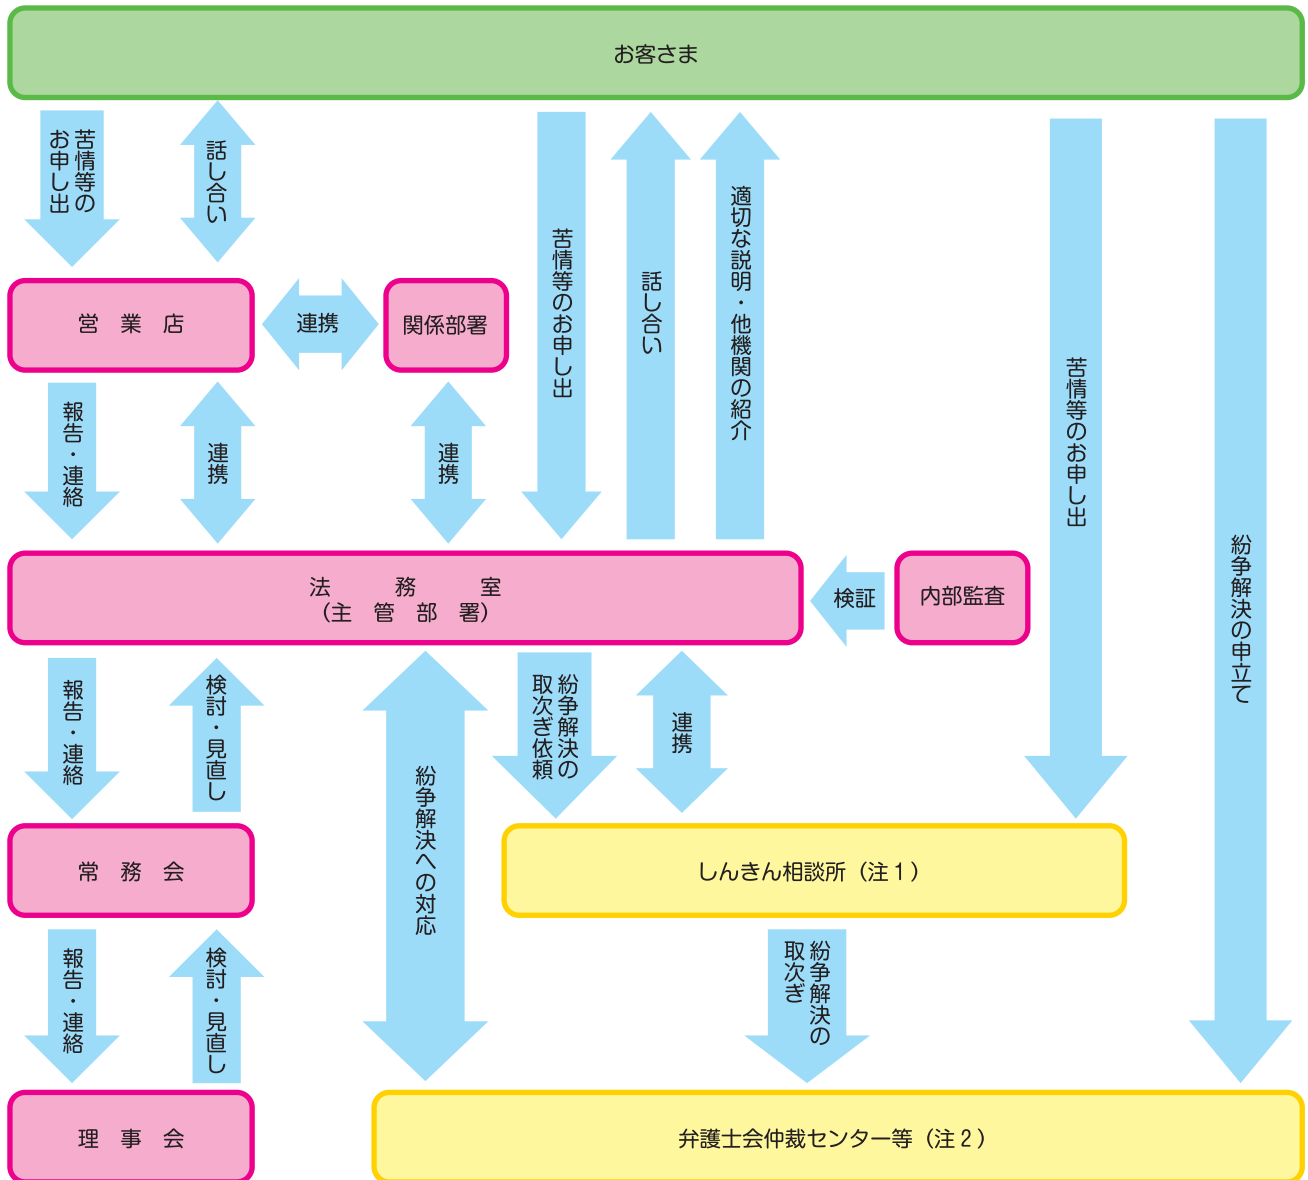 お客さま
苦情等の
お申し出
話し合い
苦情等のお申し出
話し合い
適切な説明・他機関の紹介
苦情等のお申し出
紛争解決の申立て
営　業　店
連携
関係部署
報告・連絡
連携
連携
法　　　務　　　室
（主　管　部　署）
検証
内部監査
報告・連絡
検討・見直し
紛争解決への対応
紛争解決の
取次ぎ依頼
連携
常　務　会
しんきん相談所（注１）
報告・連絡
検討・見直し
紛争解決の
取次ぎ
理　事　会
弁護士会仲裁センター等（注２）